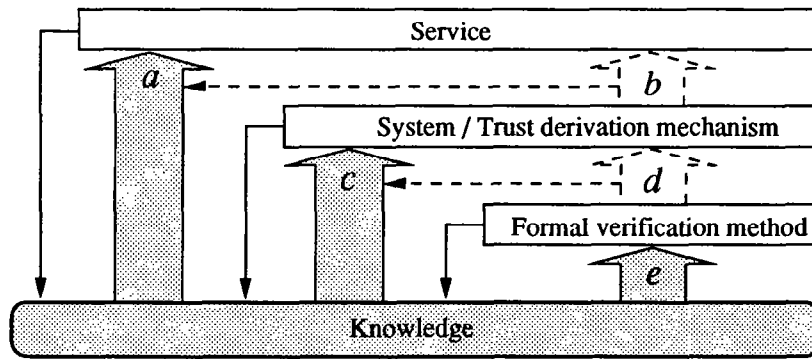 Service
a
b
System / Trust derivation mechanism
c
d
Formal verification method
e
Knowledge